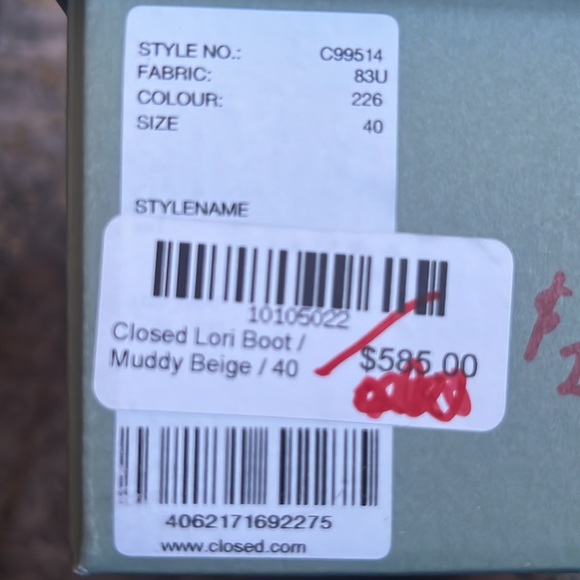 STYLE NO.: C99514
FABRIC: 83U
COLOUR: 226
SIZE 40
STYLENAME
10105022
Closed Lori Boot /
Muddy Beige / 40
$585.00
$
4062171692275
www.closed.com